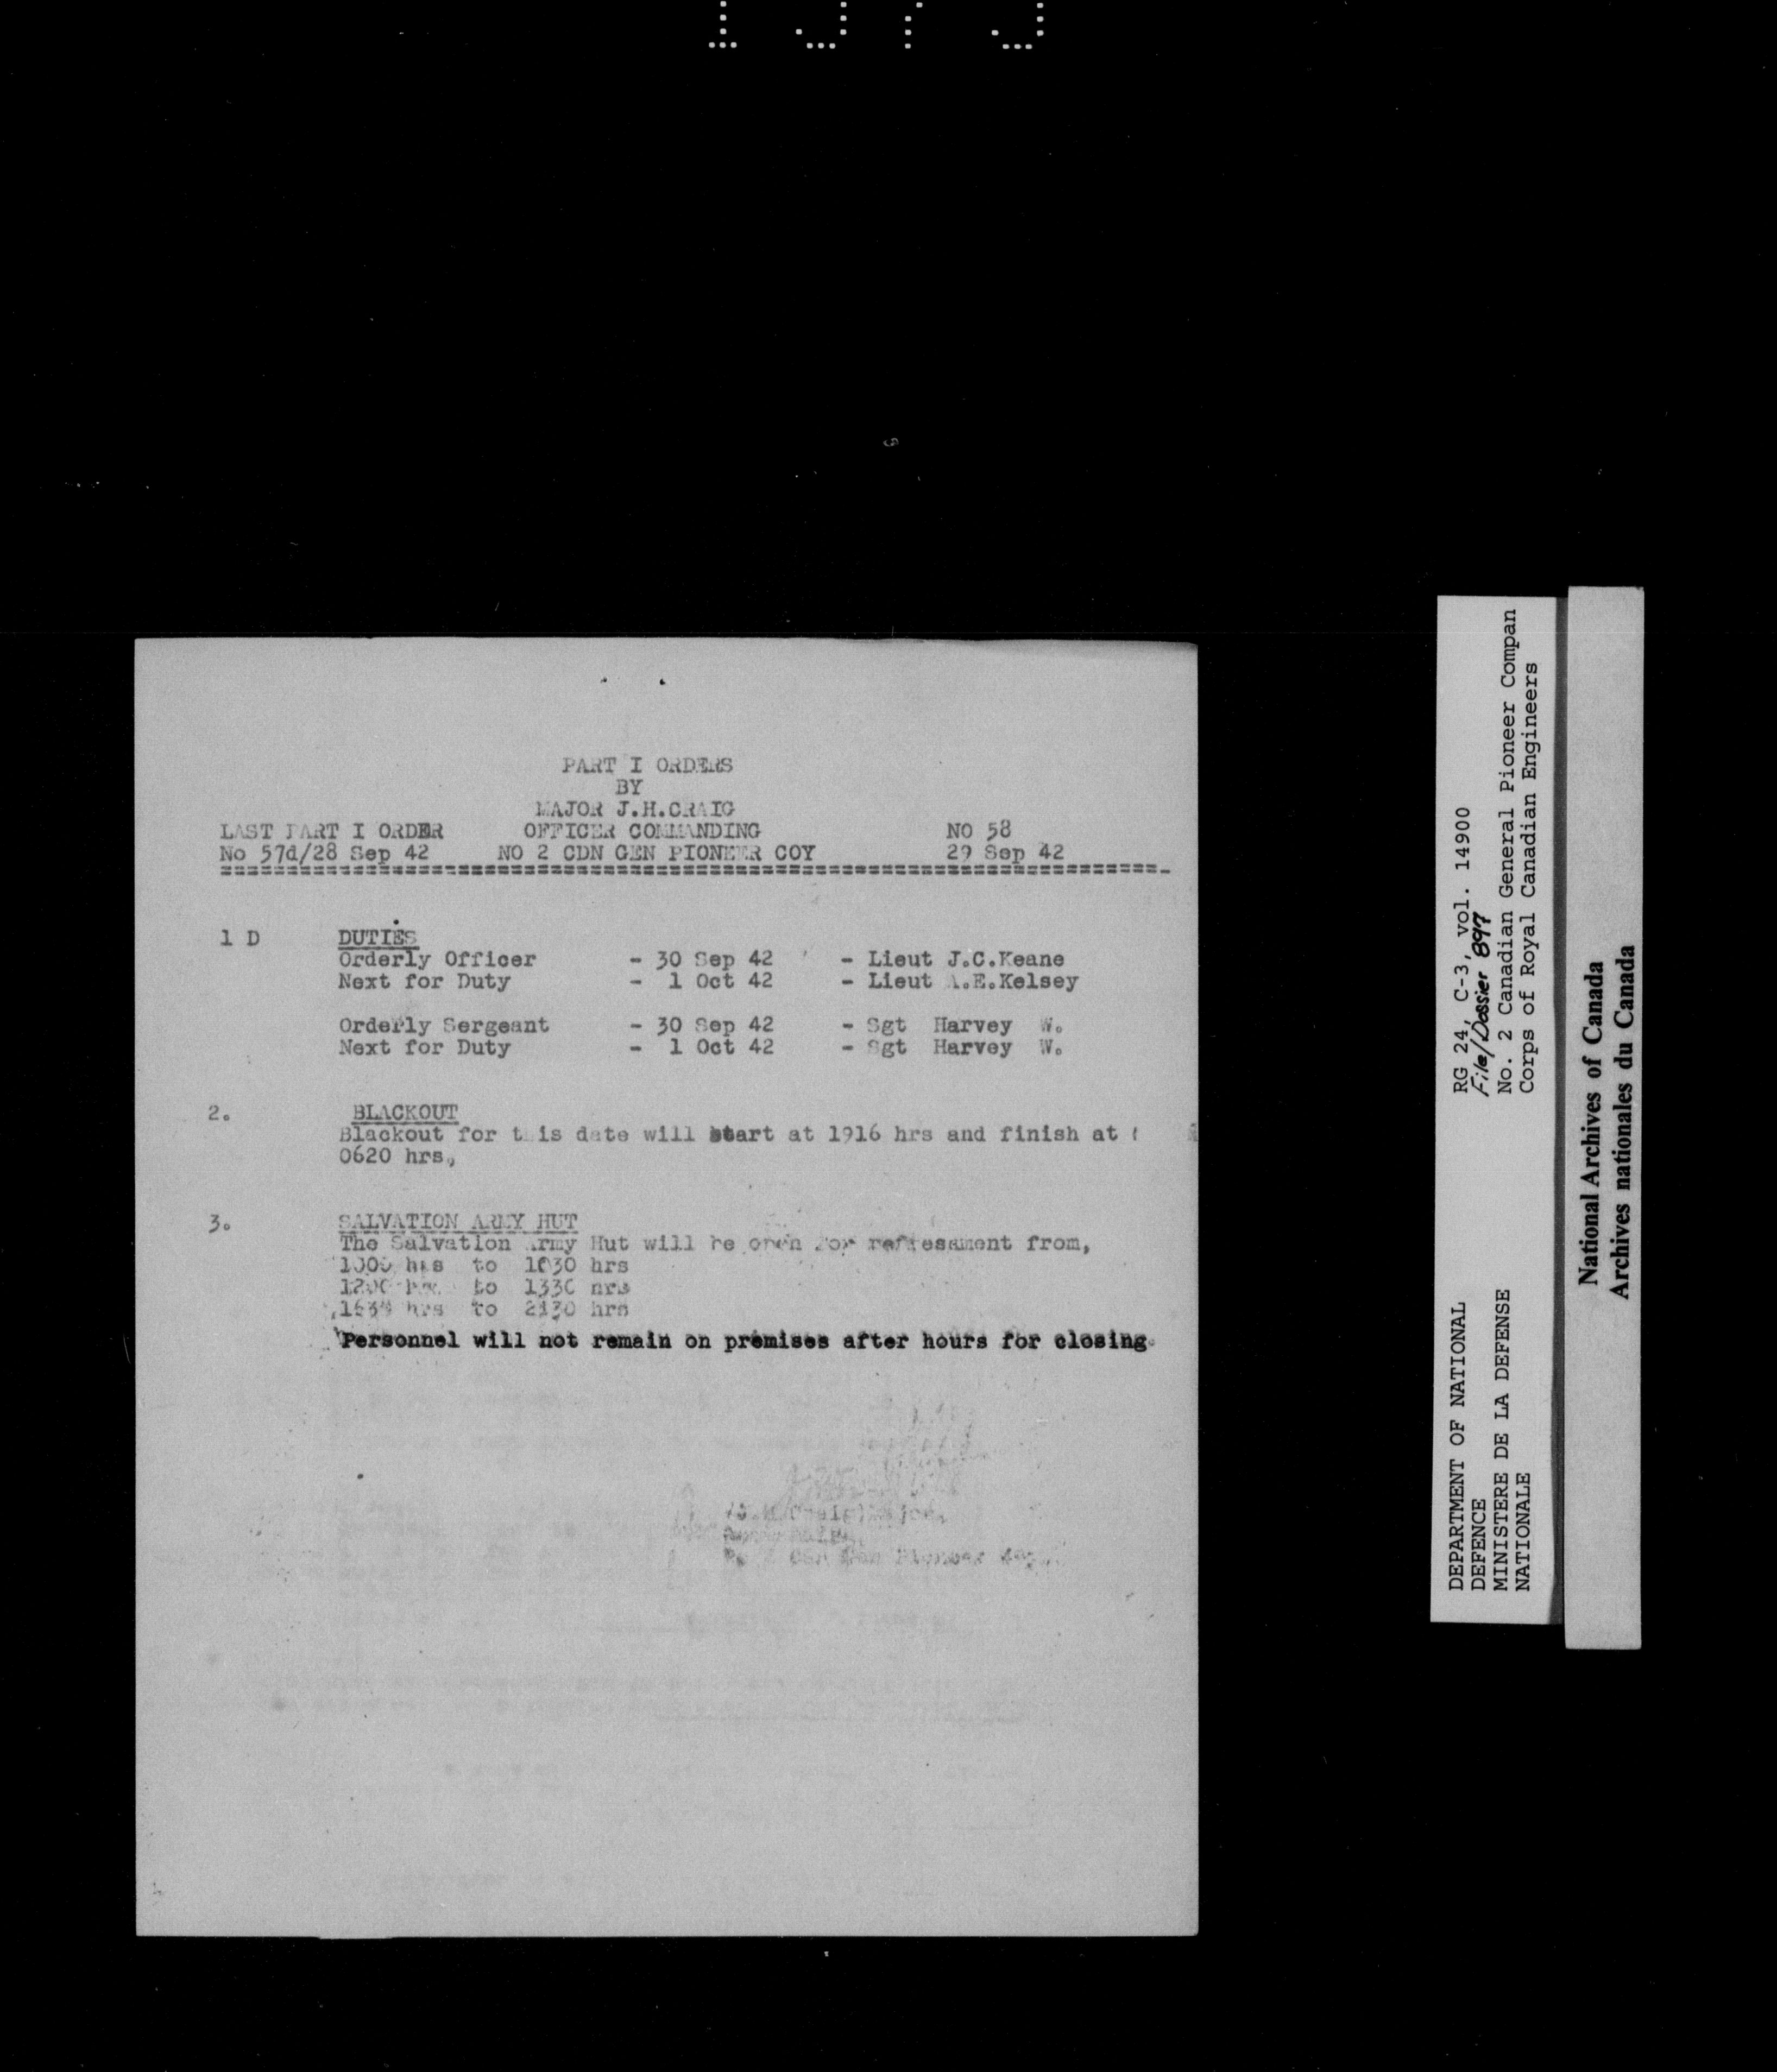 PART I ORDERS
BY
MAJOR J.H.CRAIG
LAST PART I ORDER OFFICER COMMANDING NO 58
No 57d/28 Sep 42 NO 2 CDN GEN PIONEER COY 29 Sep 42
1 D DUTIES
Orderly Officer - 30 Sep 42 - Lieut J.C.Keane
Next for Duty - 1 Oct 42 - Lieut A.E.Kelsey
Orderly Sergeant - 30 Sep 42 - Sgt Harvey W.
Next for Duty - 1 Oct 42 - Sgt Harvey W.
2. BLACKOUT
Blackout for this date will start at 1916 hrs and finish at
0620 hrs.,
3. SALVATION ARMY HUT
The Salvation Army Hut will be open for from,
1000 hrs to 1030 hrs
1200 hrs to 1330 hrs
hrs to 2130 hrs
Personnel will not remain on premises after hours for closing.
Pioneer
RG 24, C-3, vol. 14900
File/Dossier 897
No. 2 Canadian General Pioneer Compan
Corps of Royal Canadian Engineers
DEPARTMENT OF NATIONAL
DEFENCE
MINISTERE DE LA DEFENSE
NATIONALE
National Archives of Canada
Archives nationales du Canada